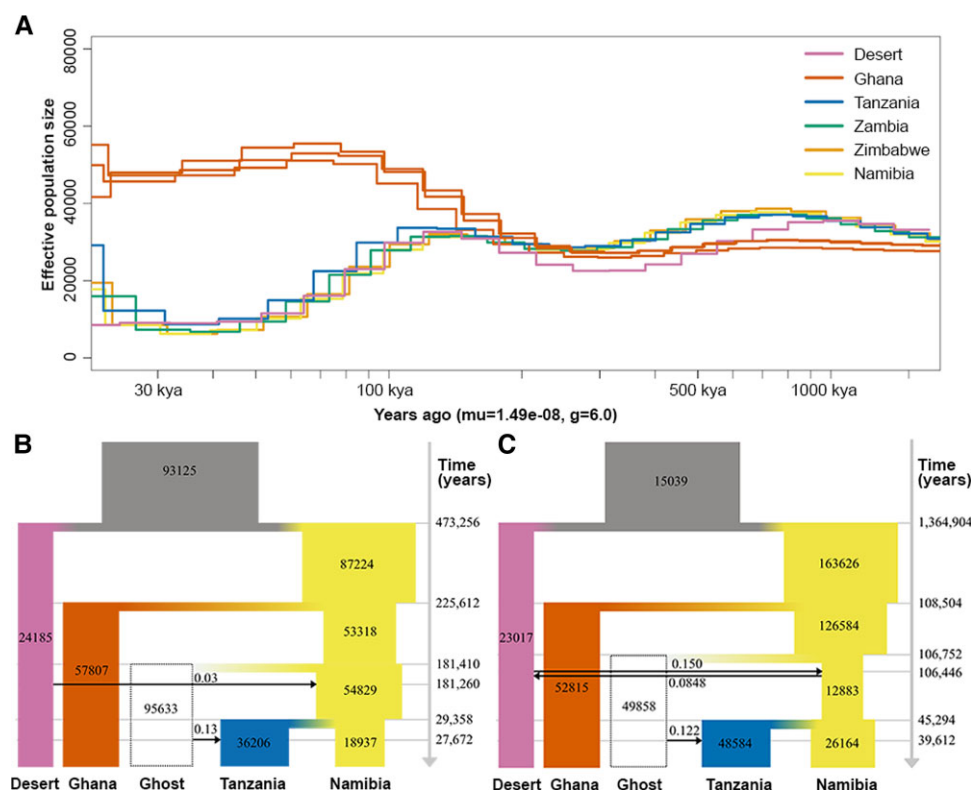 A
Effective population size
80000
60000
40000
20000
0
Desert
Ghana
Tanzania
Zambia
Zimbabwe
Namibia
30 kya 100 kya 500 kya 1000 kya
Years ago (mu=1.49e-08, g=6.0)
B
Time (years)
93125
473,256
87224
225,612
24185
57807
53318
181,410
0.03
181,260
54829
95633
29,358
0.13
36206
18937
27,672
Desert Ghana Ghost Tanzania Namibia
C
Time (years)
15039
1,364,904
163626
108,504
23017
52815
126584
106,752
0.150
106,446
0.0848
12883
49858
45,294
0.122
48584
26164
39,612
Desert Ghana Ghost Tanzania Namibia